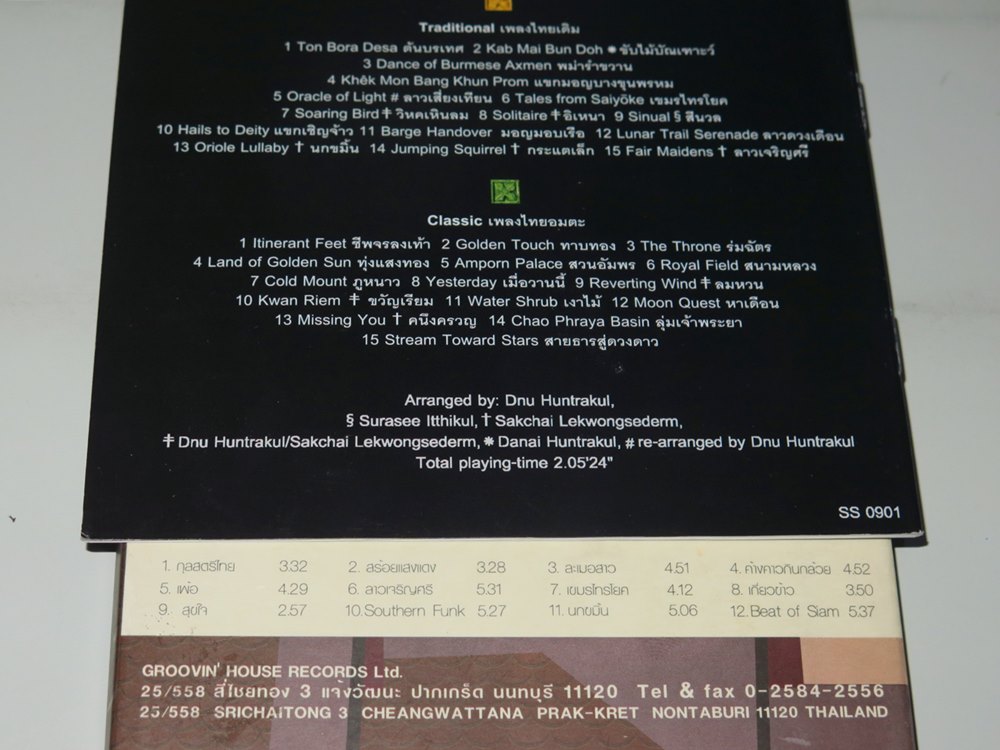 Traditional เพลงไทยเดิม
1 Ton Bora Desa ต้นบรเทศ 2 Kab Mai Bun Doh ⁕ ขับไม้บัณเฑาะว์
3 Dance of Burmese Axmen พม่ารำขวาน
4 Khêk Mon Bang Khun Prom แขกมอญบางขุนพรหม
5 Oracle of Light # ลาวเสี่ยงเทียน 6 Tales from Saiyōke เขมรไทรโยค
7 Soaring Bird ‡ วิหคเหินลม 8 Solitaire ‡ อิเหนา 9 Sinual § สีนวล
10 Hails to Deity แขกเชิญจ้าว 11 Barge Handover มอญมอบเรือ 12 Lunar Trail Serenade ลาวดวงเดือน
13 Oriole Lullaby † นกขมิ้น 14 Jumping Squirrel † กระแตเล็ก 15 Fair Maidens † ลาวเจริญศรี
Classic เพลงไทยอมตะ
1 Itinerant Feet ชีพจรลงเท้า 2 Golden Touch ทาบทอง 3 The Throne ร่มฉัตร
4 Land of Golden Sun ทุ่งแสงทอง 5 Amporn Palace สวนอัมพร 6 Royal Field สนามหลวง
7 Cold Mount ภูหนาว 8 Yesterday เมื่อวานนี้ 9 Reverting Wind ‡ ลมหวน
10 Kwan Riem ‡ ขวัญเรียม 11 Water Shrub เงาไม้ 12 Moon Quest หาเดือน
13 Missing You † คนึงครวญ 14 Chao Phraya Basin ลุ่มเจ้าพระยา
15 Stream Toward Stars สายธารสู่ดวงดาว
Arranged by: Dnu Huntrakul,
§ Surasee Itthikul, † Sakchai Lekwongsederm,
‡ Dnu Huntrakul/Sakchai Lekwongsederm, ⁕ Danai Huntrakul, # re-arranged by Dnu Huntrakul
Total playing-time 2.05'24"
SS 0901
1. กุลสตรีไทย 3.32 2. สร้อยแสงแดง 3.28 3. ละเมอสาว 4.51 4. ค้างคาวกินกล้วย 4.52
5. เผ่อ 4.29 6. ลาวเจริญศรี 5.31 7. เขมรไทรโยค 4.12 8. เกี่ยวข้าว 3.50
9. สุขใจ 2.57 10.Southern Funk 5.27 11. นกขมิ้น 5.06 12.Beat of Siam 5.37
GROOVIN' HOUSE RECORDS Ltd.
25/558 สี่ไชยทอง 3 แจ้งวัฒนะ ปากเกร็ด นนทบุรี 11120 Tel & fax 0-2584-2556
25/558 SRICHAiTONG 3 CHEANGWATTANA PRAK-KRET NONTABURI 11120 THAILAND